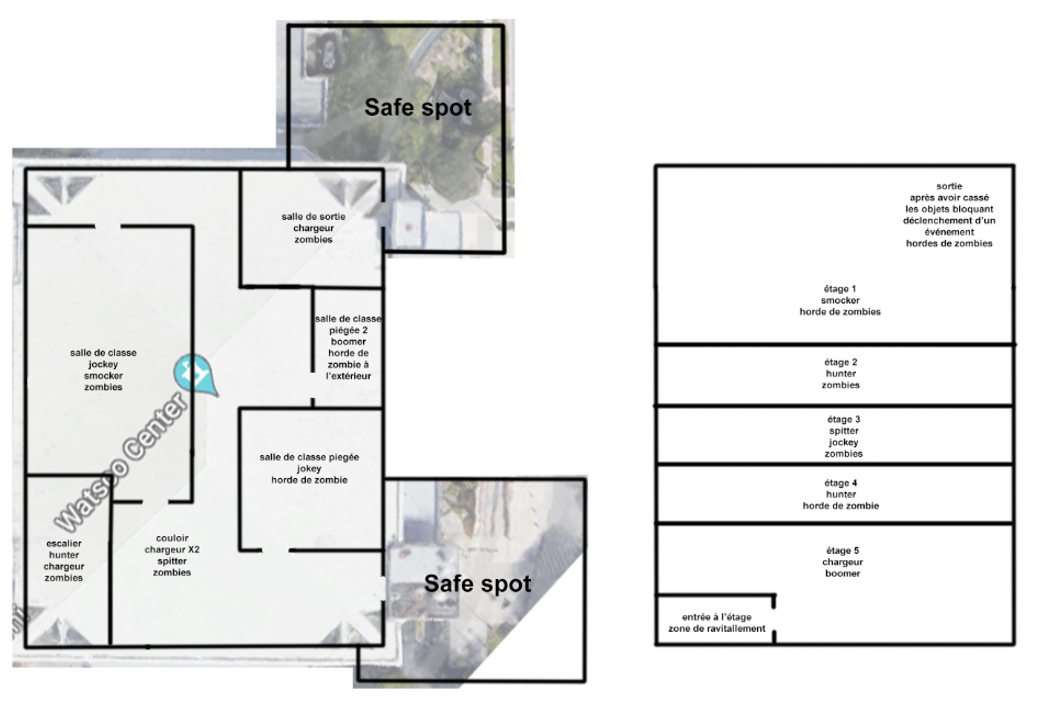 Safe spot
salle de sortie
chargeur
zombies
salle de classe
piégée 2
boomer
horde de
zombie à
l'extérieur
salle de classe
jockey
smocker
zombies
Watsco Center
salle de classe piegée
jokey
horde de zombie
escalier
hunter
chargeur
zombies
couloir
chargeur X2
spitter
zombies
Safe spot
sortie
après avoir cassé
les objets bloquant
déclenchement d'un
événement
hordes de zombies
étage 1
smocker
horde de zombies
étage 2
hunter
zombies
étage 3
spitter
jockey
zombies
étage 4
hunter
horde de zombie
étage 5
chargeur
boomer
entrée à l'étage
zone de ravitallement